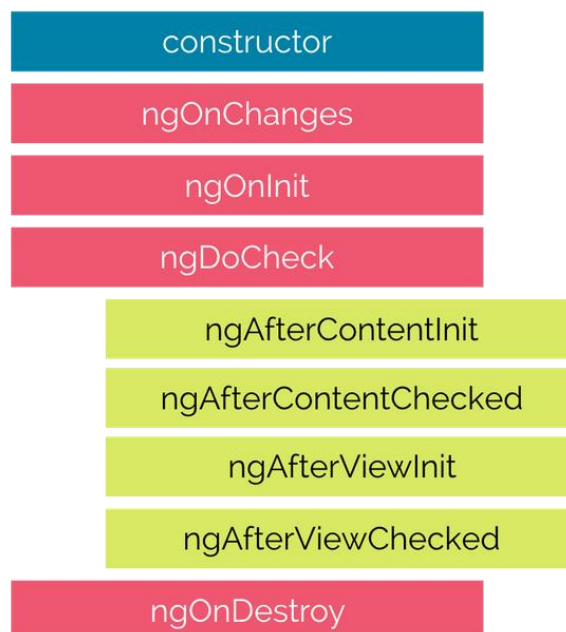 constructor
ngOnChanges
ngOnInit
ngDoCheck
ngAfterContentInit
ngAfterContentChecked
ngAfterViewInit
ngAfterViewChecked
ngOnDestroy